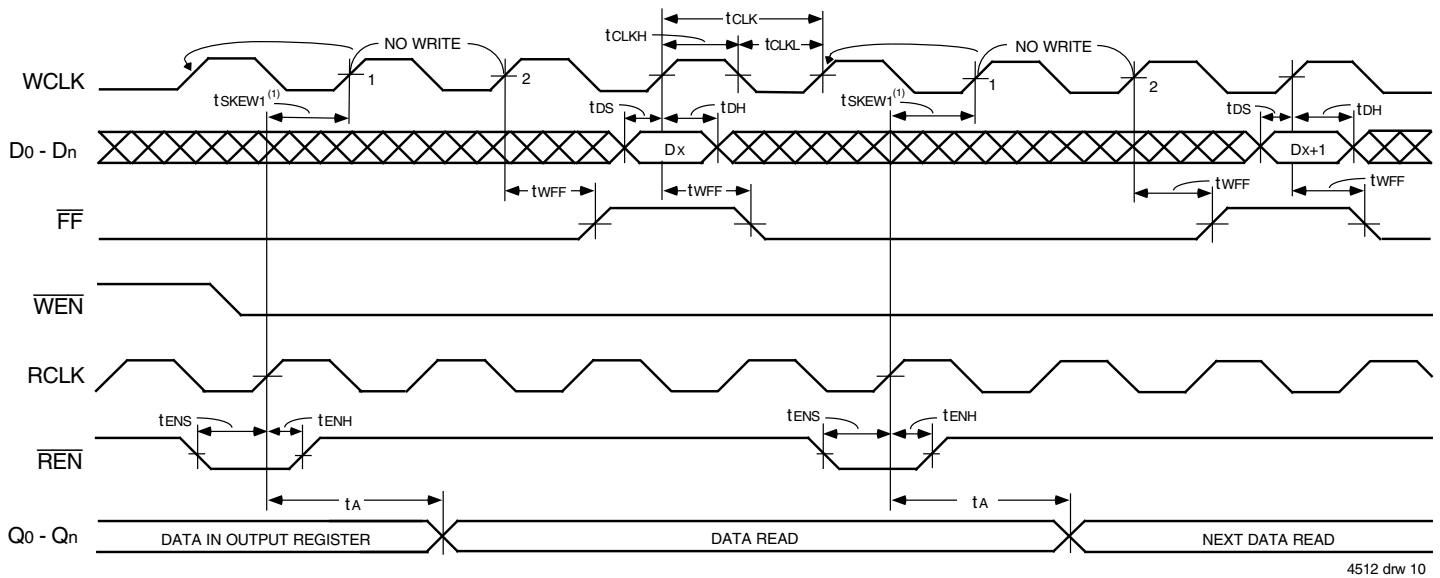 tCLK
NO WRITE
tCLKH
tCLKL
NO WRITE
WCLK
1
2
1
2
tSKEW1(1)
tDS
tDH
tSKEW1(1)
tDS
tDH
D0 - Dn
DX
DX+1
tWFF
tWFF
tWFF
tWFF
FF
WEN
RCLK
tENS
tENH
tENS
tENH
REN
tA
tA
Q0 - Qn
DATA IN OUTPUT REGISTER
DATA READ
NEXT DATA READ
4512 drw 10